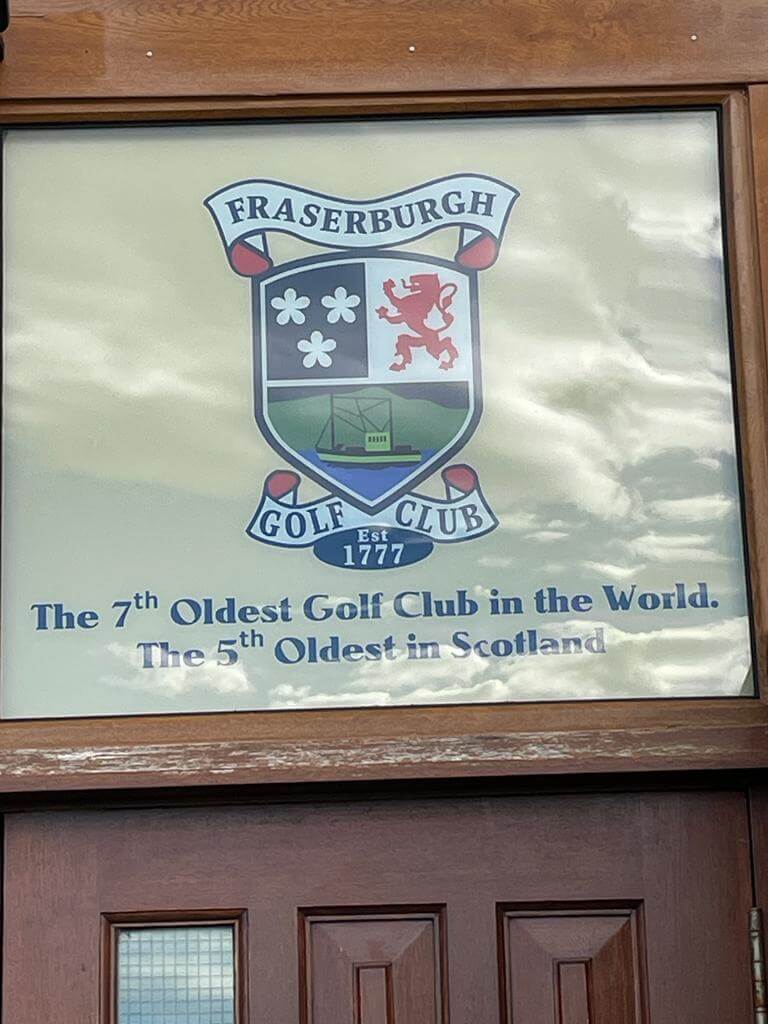 FRASERBURGH
GOLF CLUB
Est
1777
The 7th Oldest Golf Club in the World.
The 5th Oldest in Scotland